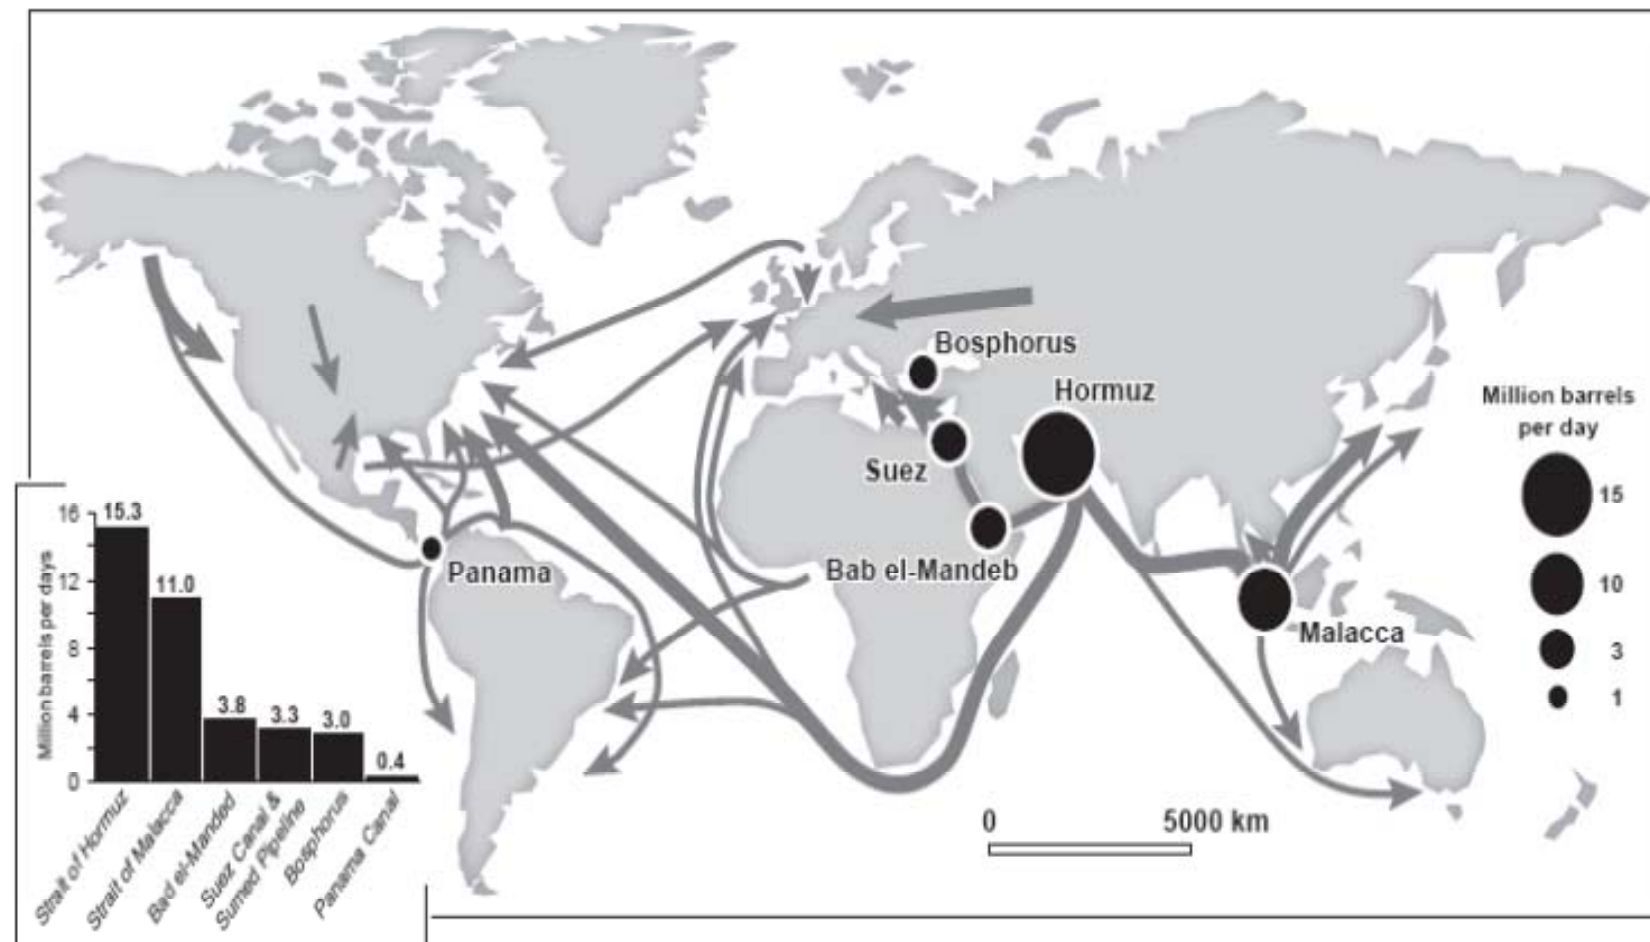 Bosphorus
Hormuz
Suez
Bab el-Mandeb
Panama
Malacca
Million barrels
per day
15
10
3
1
0 5000 km
Million barrels per days
16
12
8
4
0
15.3
11.0
3.8
3.3
3.0
0.4
Strait of Hormuz
Strait of Malacca
Bad el-Manded
Suez Canal &
Sumed Pipeline
Bosphorus
Panama Canal